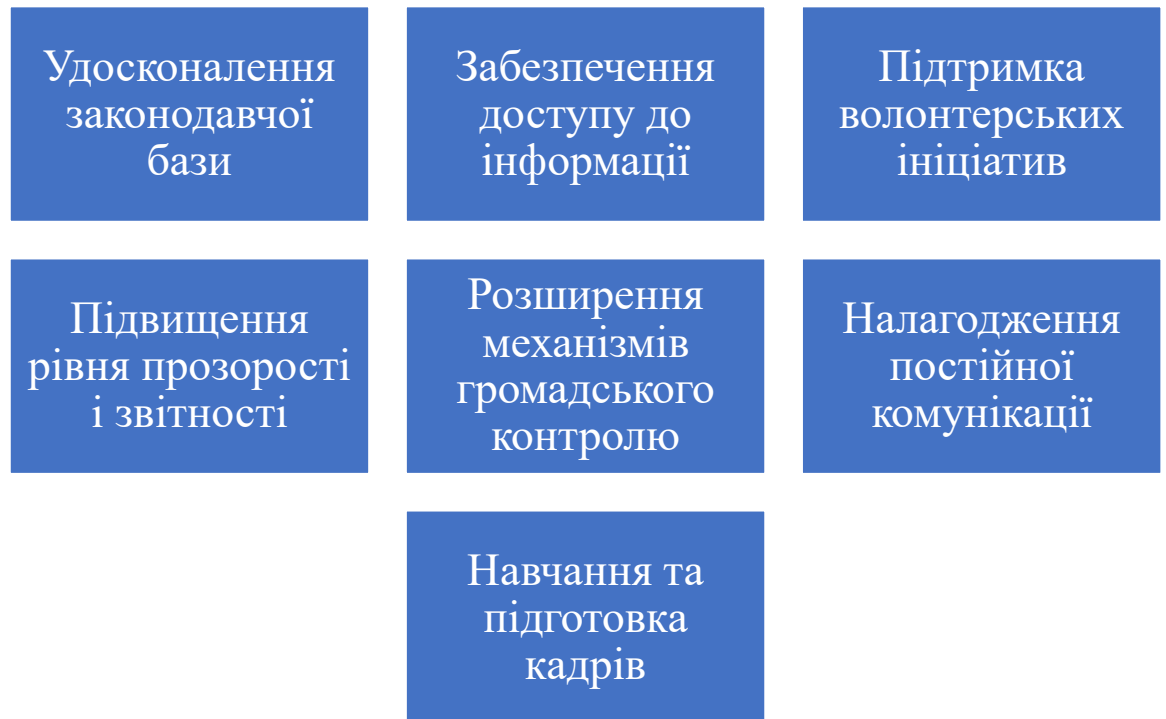 Удосконалення
законодавчої
бази
Забезпечення
доступу до
інформації
Підтримка
волонтерських
ініціатив
Підвищення
рівня прозорості
і звітності
Розширення
механізмів
громадського
контролю
Налагодження
постійної
комунікації
Навчання та
підготовка
кадрів